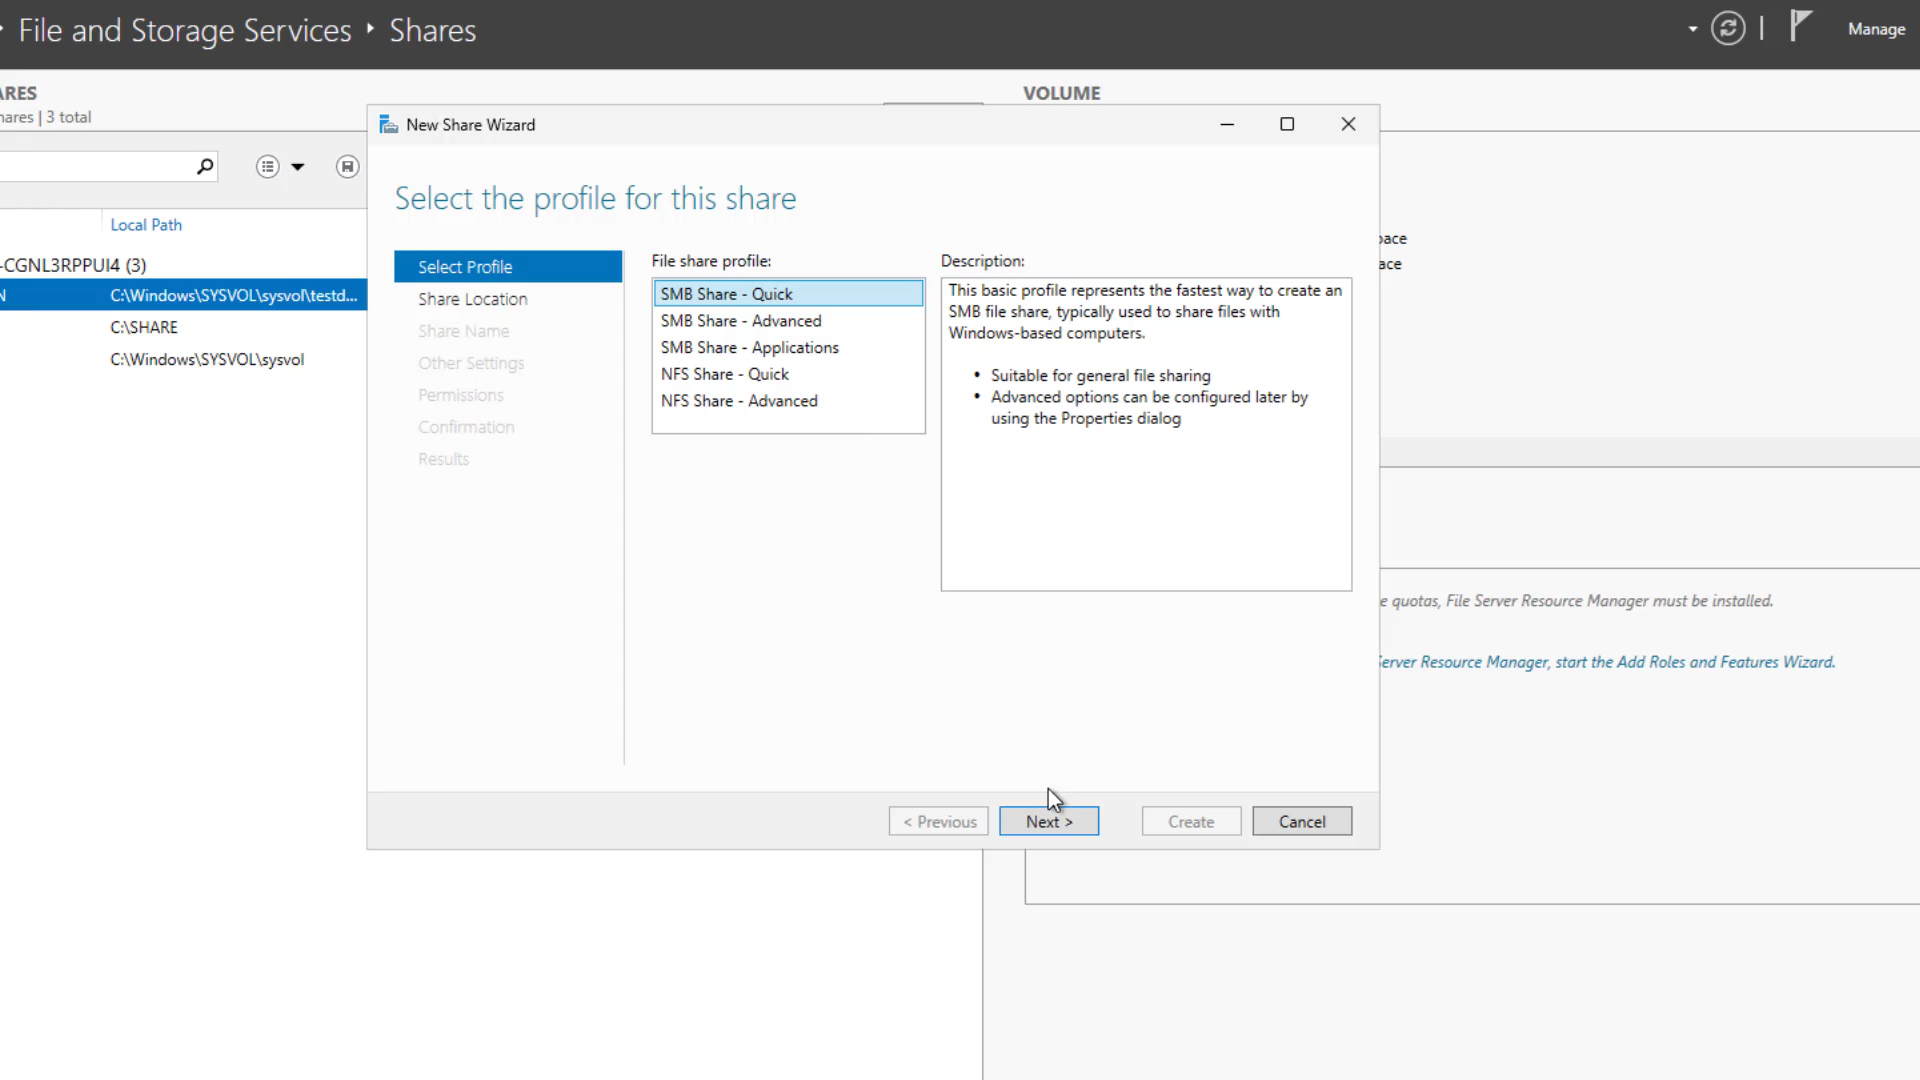 File and Storage Services ‣ Shares
Manage
ARES
hares | 3 total
VOLUME
New Share Wizard
Select the profile for this share
Local Path
-CGNL3RPPUI4 (3)
N C:\Windows\SYSVOL\sysvol\testd...
C:\SHARE
C:\Windows\SYSVOL\sysvol
Select Profile
Share Location
Share Name
Other Settings
Permissions
Confirmation
Results
File share profile:
SMB Share - Quick
SMB Share - Advanced
SMB Share - Applications
NFS Share - Quick
NFS Share - Advanced
Description:
This basic profile represents the fastest way to create an
SMB file share, typically used to share files with
Windows-based computers.
• Suitable for general file sharing
• Advanced options can be configured later by
using the Properties dialog
pace
ace
e quotas, File Server Resource Manager must be installed.
Server Resource Manager, start the Add Roles and Features Wizard.
< Previous
Next >
Create
Cancel